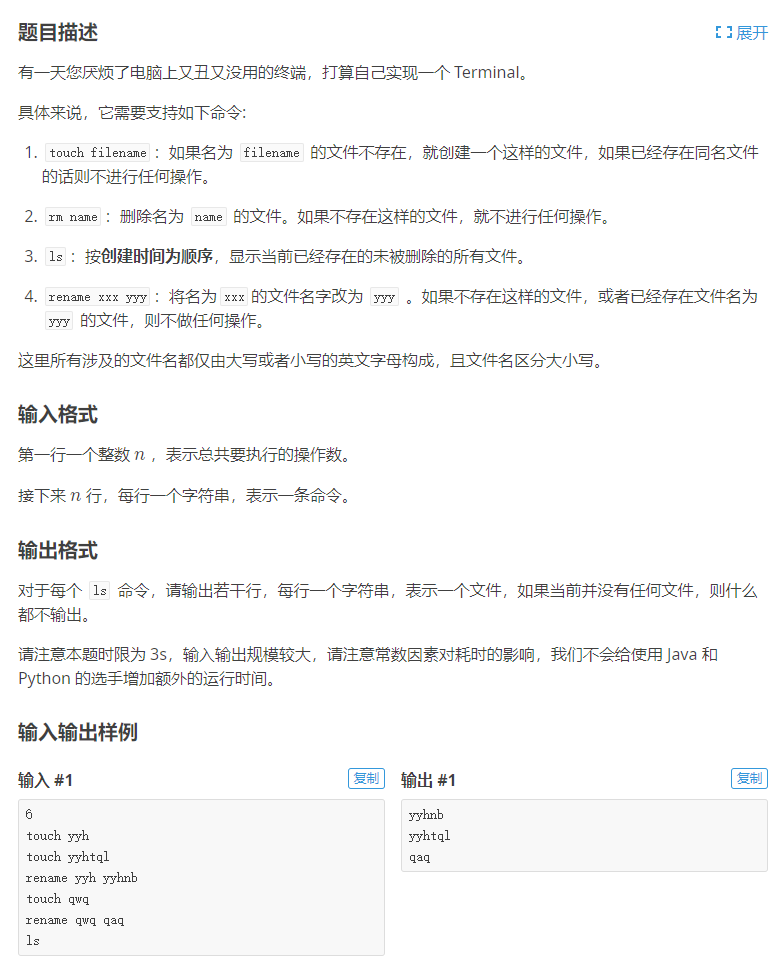 题目描述
展开
有一天您厌烦了电脑上又丑又没用的终端，打算自己实现一个 Terminal。
具体来说，它需要支持如下命令:
1. touch filename ：如果名为 filename 的文件不存在，就创建一个这样的文件，如果已经存在同名文件
的话则不进行任何操作。
2. rm name ：删除名为 name 的文件。如果不存在这样的文件，就不进行任何操作。
3. ls ：按创建时间为顺序，显示当前已经存在的未被删除的所有文件。
4. rename xxx yyy ：将名为 xxx 的文件名字改为 yyy 。如果不存在这样的文件，或者已经存在文件名为
yyy 的文件，则不做任何操作。
这里所有涉及的文件名都仅由大写或者小写的英文字母构成，且文件名区分大小写。
输入格式
第一行一个整数 n ，表示总共要执行的操作数。
接下来 n 行，每行一个字符串，表示一条命令。
输出格式
对于每个 ls 命令，请输出若干行，每行一个字符串，表示一个文件，如果当前并没有任何文件，则什么
都不输出。
请注意本题时限为 3s，输入输出规模较大，请注意常数因素对耗时的影响，我们不会给使用 Java 和
Python 的选手增加额外的运行时间。
输入输出样例
输入 #1
复制
6
touch yyh
touch yyhtql
rename yyh yyhnb
touch qwq
rename qwq qaq
ls
输出 #1
复制
yyhnb
yyhtql
qaq